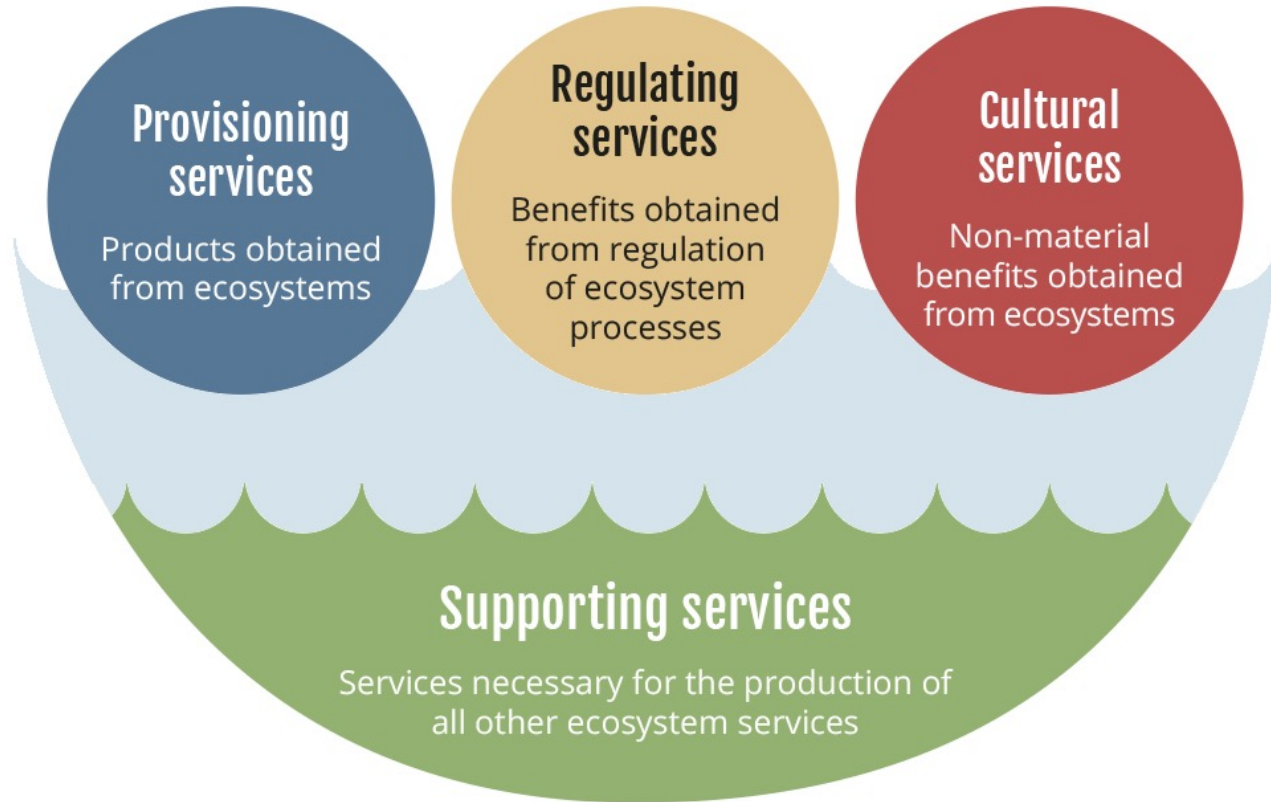 Provisioning
services
Products obtained
from ecosystems
Regulating
services
Benefits obtained
from regulation
of ecosystem
processes
Cultural
services
Non-material
benefits obtained
from ecosystems
Supporting services
Services necessary for the production of
all other ecosystem services